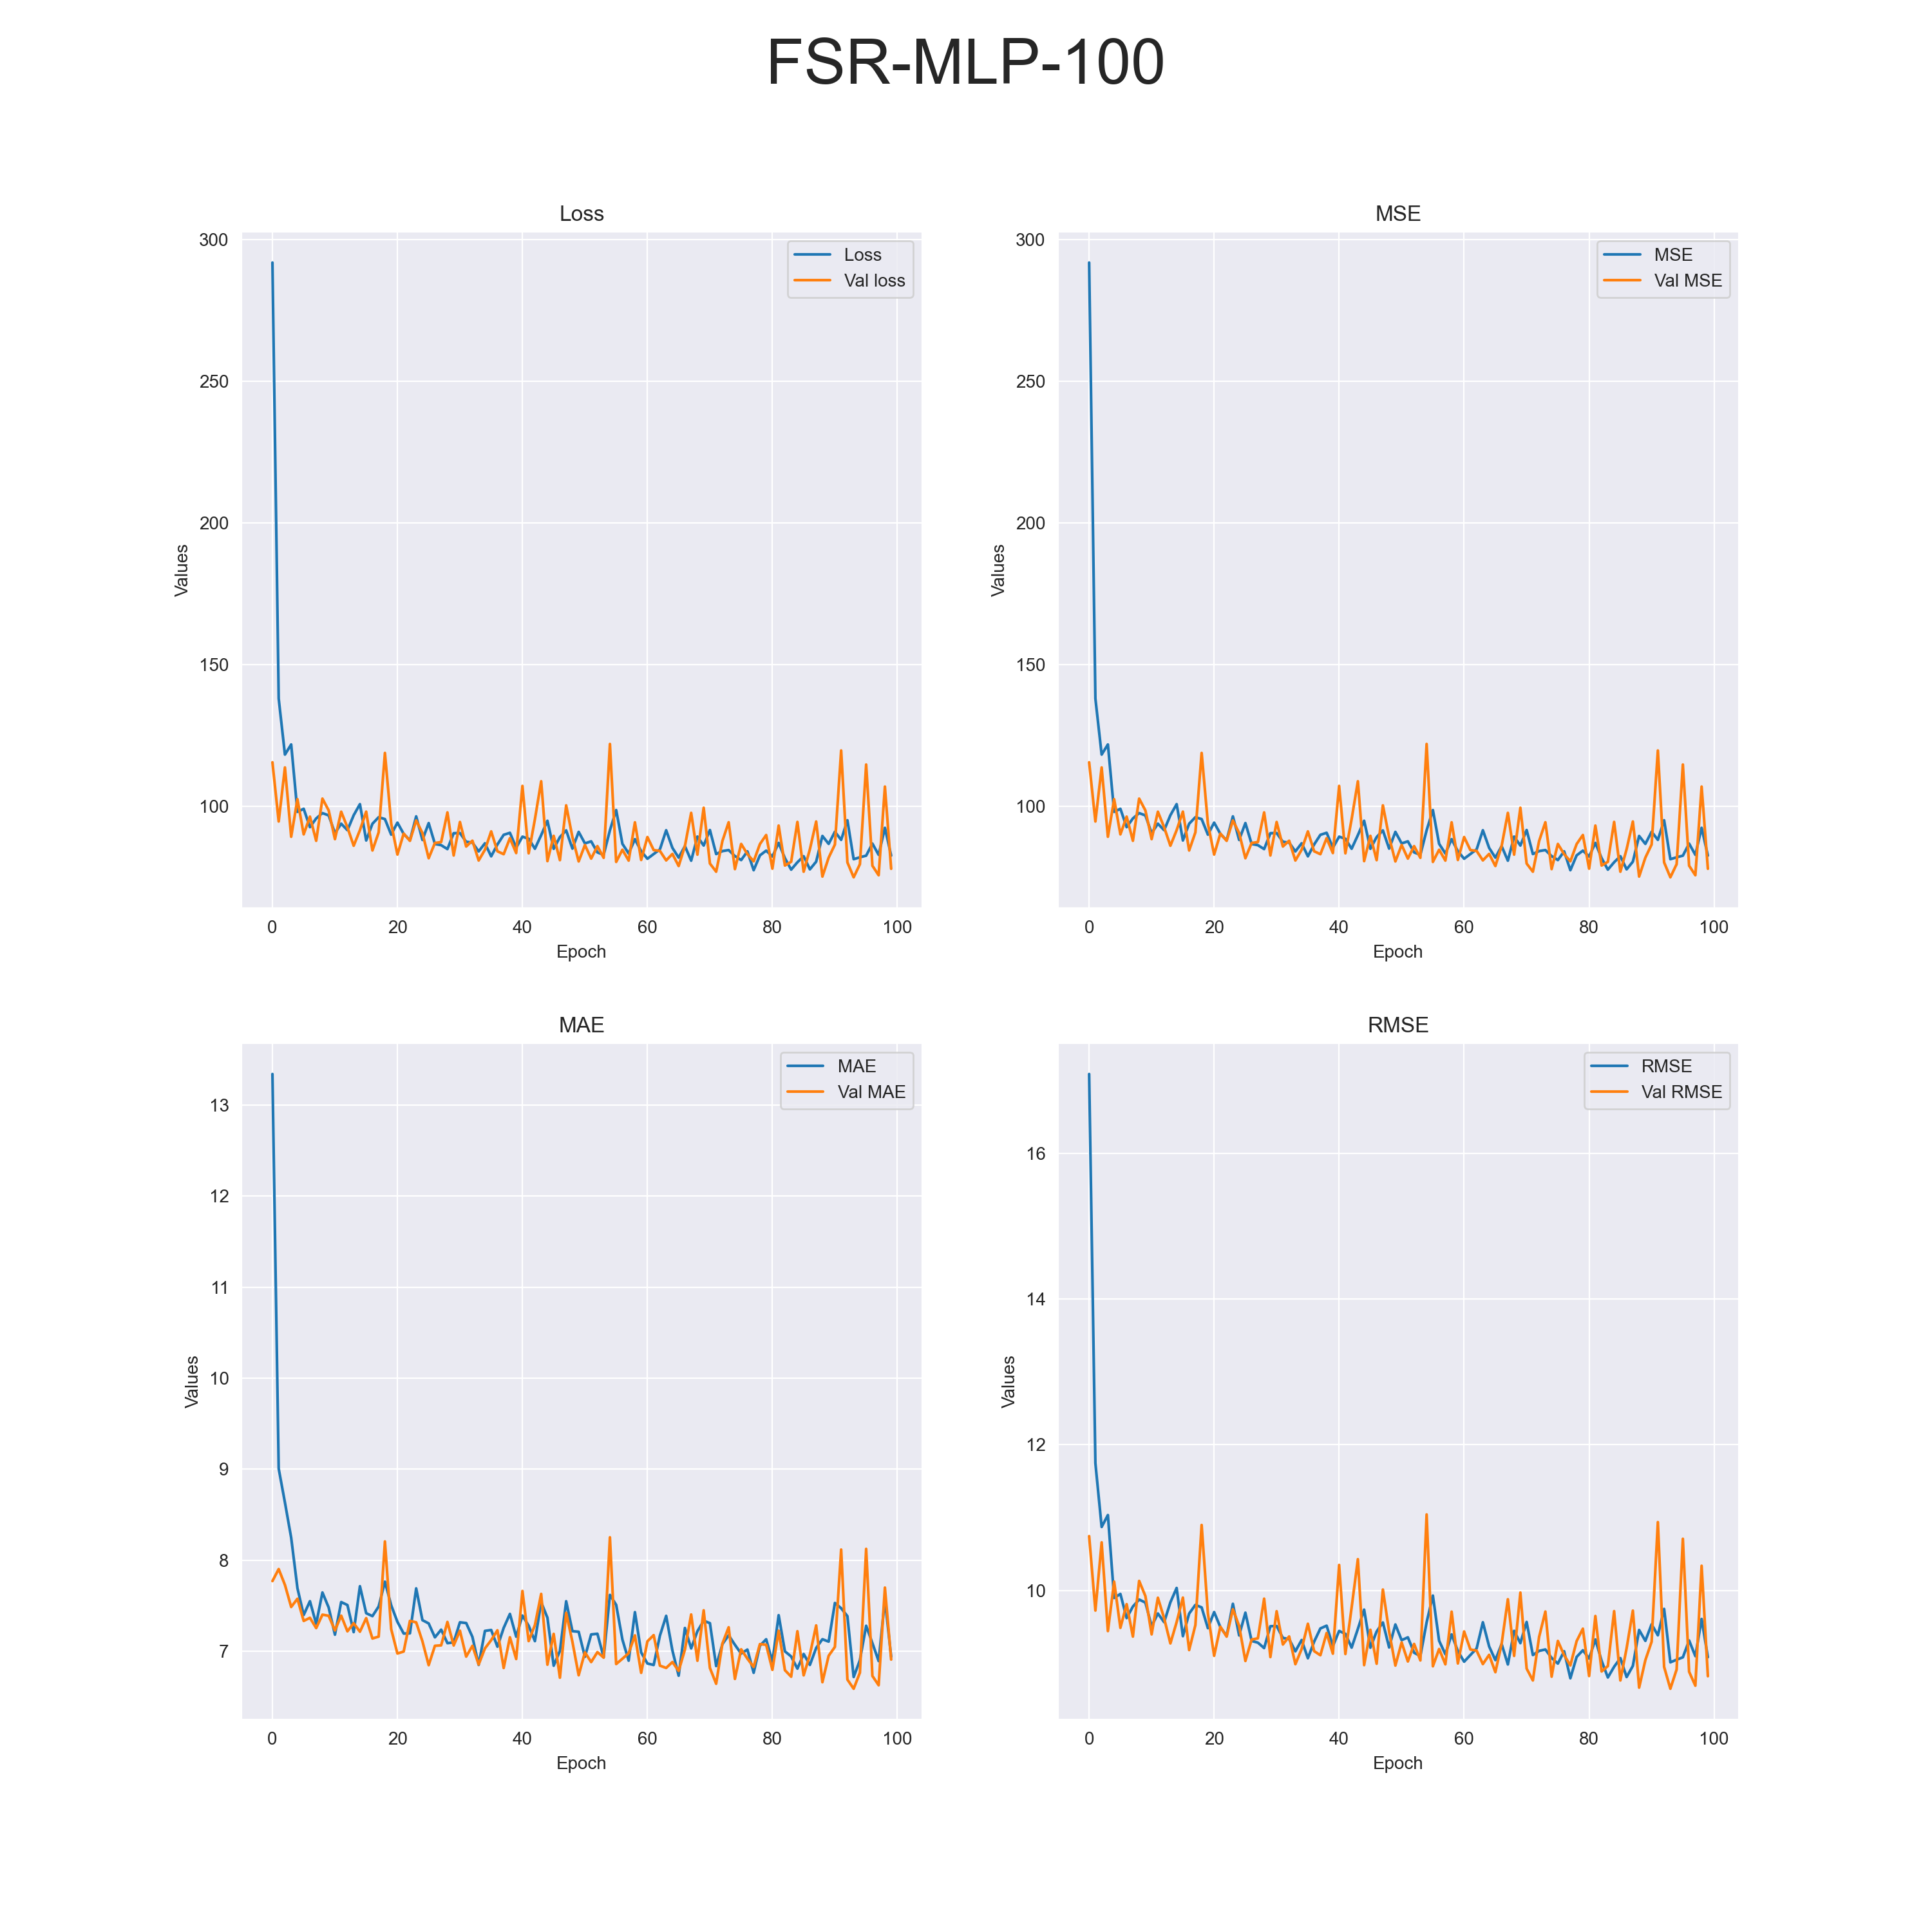 FSR-MLP-100
Loss
300
250
200
150
100
Values
0 20 40 60 80 100
Epoch
Loss
Val loss
MSE
300
250
200
150
100
Values
0 20 40 60 80 100
Epoch
MSE
Val MSE
MAE
13
12
11
10
9
8
7
Values
0 20 40 60 80 100
Epoch
MAE
Val MAE
RMSE
16
14
12
10
Values
0 20 40 60 80 100
Epoch
RMSE
Val RMSE